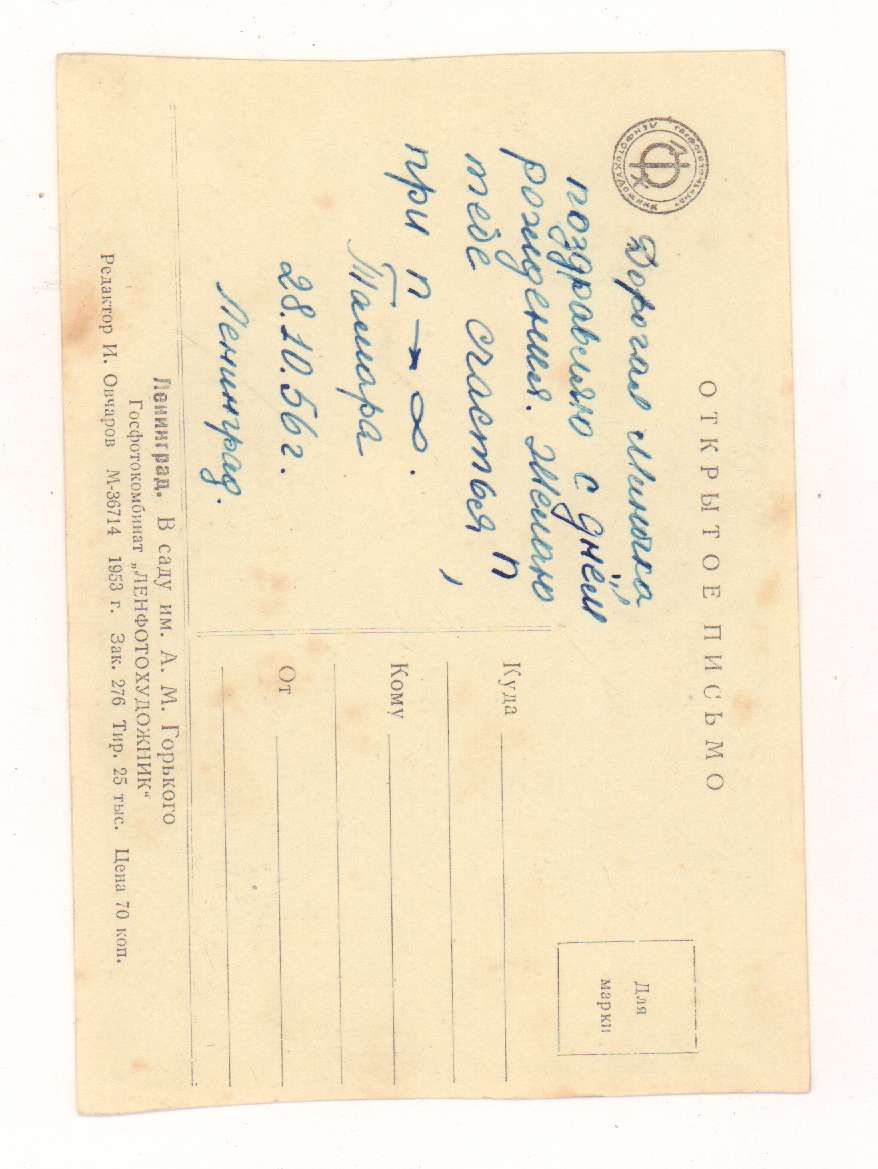 ОТКРЫТОЕ ПИСЬМО
Дорогая Миночка!
поздравляю с днём
рождения. Желаю
тебе счастья ⁿ,
при n → ∞.
Тамара
28.10.56 г.
Ленинград.
Для
марки
Куда
Кому
От
Ленинград. В саду им. А. М. Горького
Госфотокомбинат „ЛЕНФОТОХУДОЖНИК“
Редактор И. Овчаров М-36714 1953 г. Зак. 276 Тир. 25 тыс. Цена 70 коп.